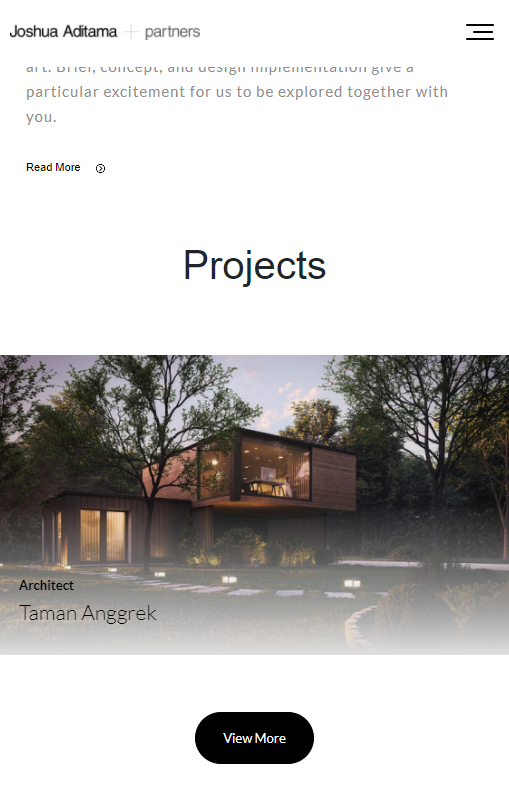 Joshua Aditama + partners
art. Brief, concept, and design implementation give a
particular excitement for us to be explored together with
you.
Read More
Projects
Architect
Taman Anggrek
View More